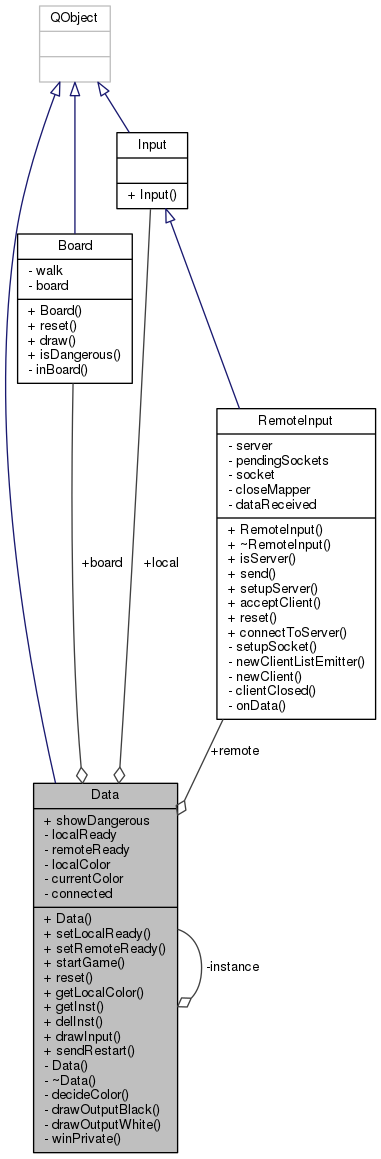 QObject
Input
+ Input()
Board
- walk
- board
+ Board()
+ reset()
+ draw()
+ isDangerous()
- inBoard()
RemoteInput
- server
- pendingSockets
- socket
- closeMapper
- dataReceived
+ RemoteInput()
+ ~RemoteInput()
+ isServer()
+ send()
+ setupServer()
+ acceptClient()
+ reset()
+ connectToServer()
- setupSocket()
- newClientListEmitter()
- newClient()
- clientClosed()
- onData()
+board
+local
+remote
Data
+ showDangerous
- localReady
- remoteReady
- localColor
- currentColor
- connected
+ Data()
+ setLocalReady()
+ setRemoteReady()
+ startGame()
+ reset()
+ getLocalColor()
+ getInst()
+ delInst()
+ drawInput()
+ sendRestart()
- Data()
- ~Data()
- decideColor()
- drawOutputBlack()
- drawOutputWhite()
- winPrivate()
-instance